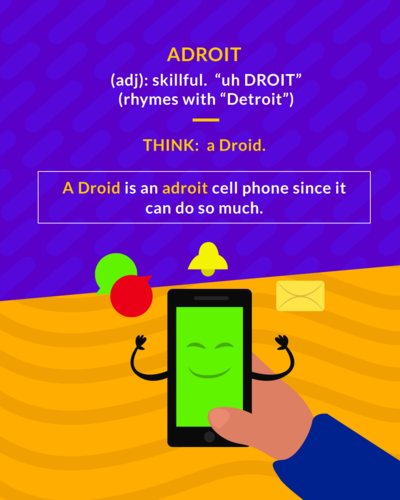 ADROIT
(adj): skillful. “uh DROIT”
(rhymes with “Detroit”)
THINK: a Droid.
A Droid is an adroit cell phone since it
can do so much.